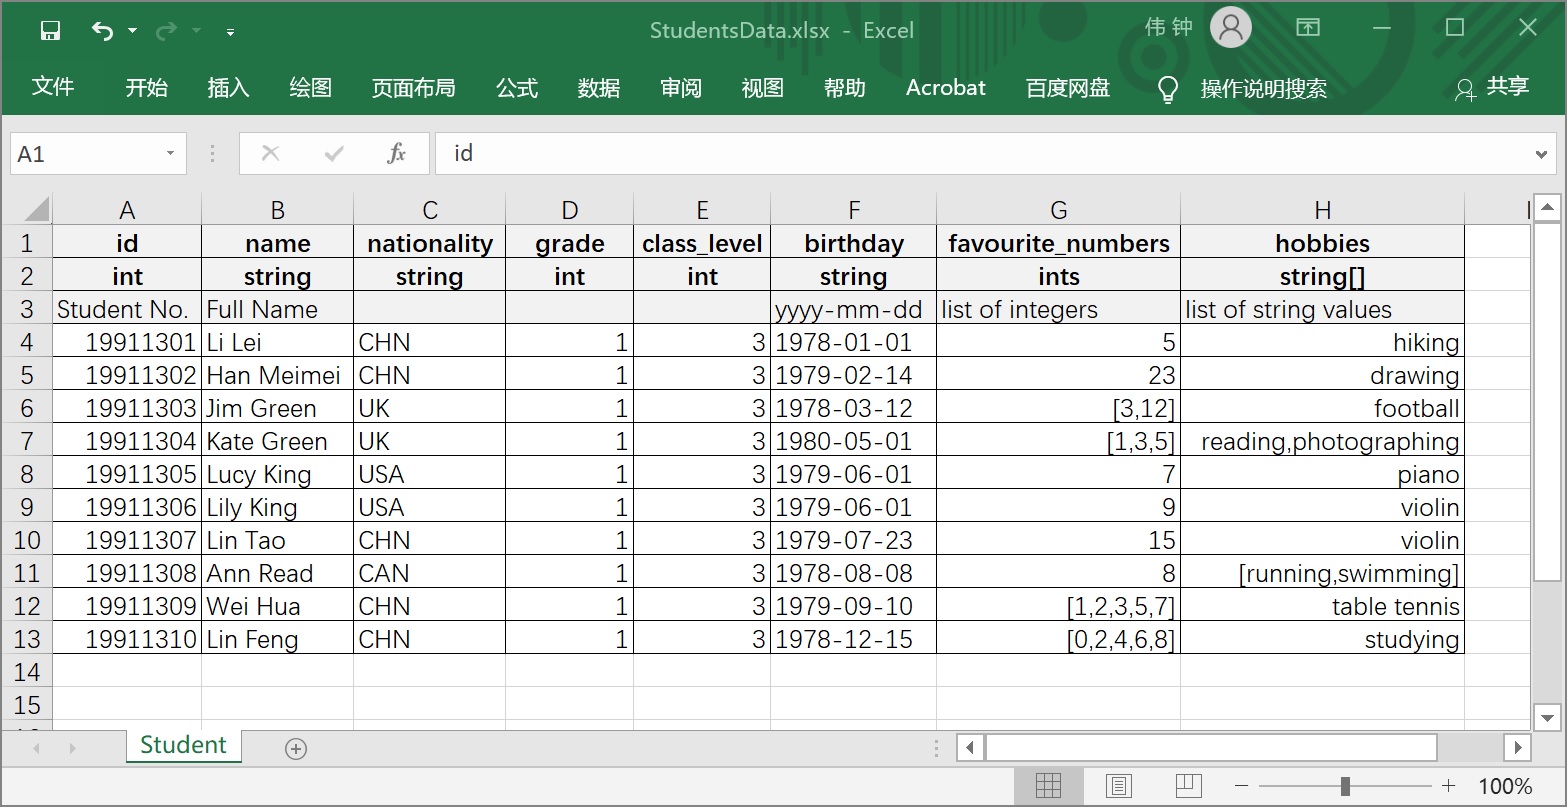 StudentsData.xlsx - Excel 伟 钟
文件 开始 插入 绘图 页面布局 公式 数据 审阅 视图 帮助 Acrobat 百度网盘 操作说明搜索 共享
A1 fx id
A B C D E F G H I
1 id name nationality grade class_level birthday favourite_numbers hobbies
2 int string string int int string ints string[]
3 Student No. Full Name yyyy-mm-dd list of integers list of string values
4 19911301 Li Lei CHN 1 3 1978-01-01 5 hiking
5 19911302 Han Meimei CHN 1 3 1979-02-14 23 drawing
6 19911303 Jim Green UK 1 3 1978-03-12 [3,12] football
7 19911304 Kate Green UK 1 3 1980-05-01 [1,3,5] reading,photographing
8 19911305 Lucy King USA 1 3 1979-06-01 7 piano
9 19911306 Lily King USA 1 3 1979-06-01 9 violin
10 19911307 Lin Tao CHN 1 3 1979-07-23 15 violin
11 19911308 Ann Read CAN 1 3 1978-08-08 8 [running,swimming]
12 19911309 Wei Hua CHN 1 3 1979-09-10 [1,2,3,5,7] table tennis
13 19911310 Lin Feng CHN 1 3 1978-12-15 [0,2,4,6,8] studying
14
15
Student
100%